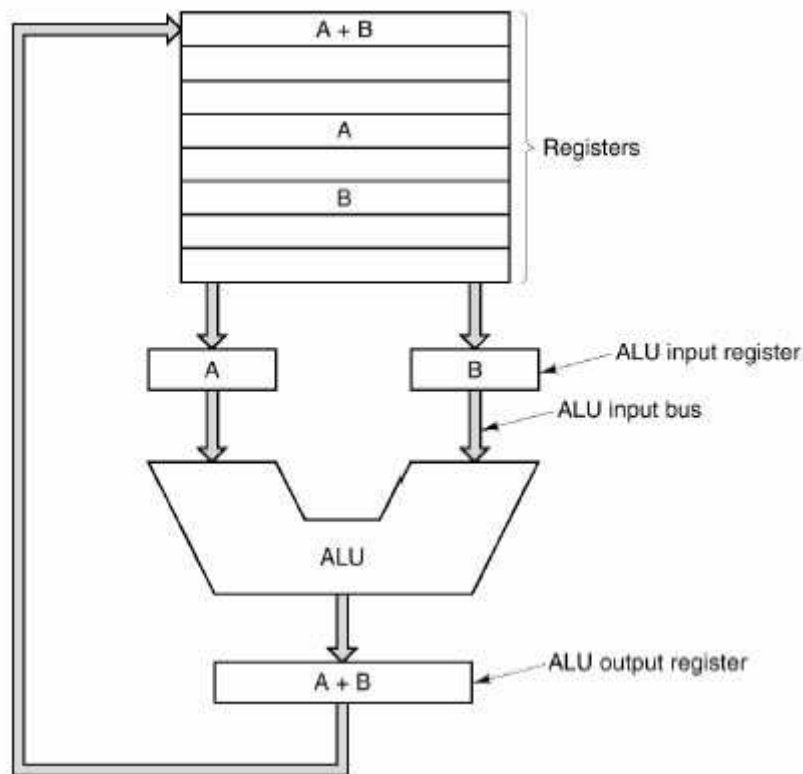 A + B
A
Registers
B
A
B
ALU input register
ALU input bus
ALU
ALU output register
A + B